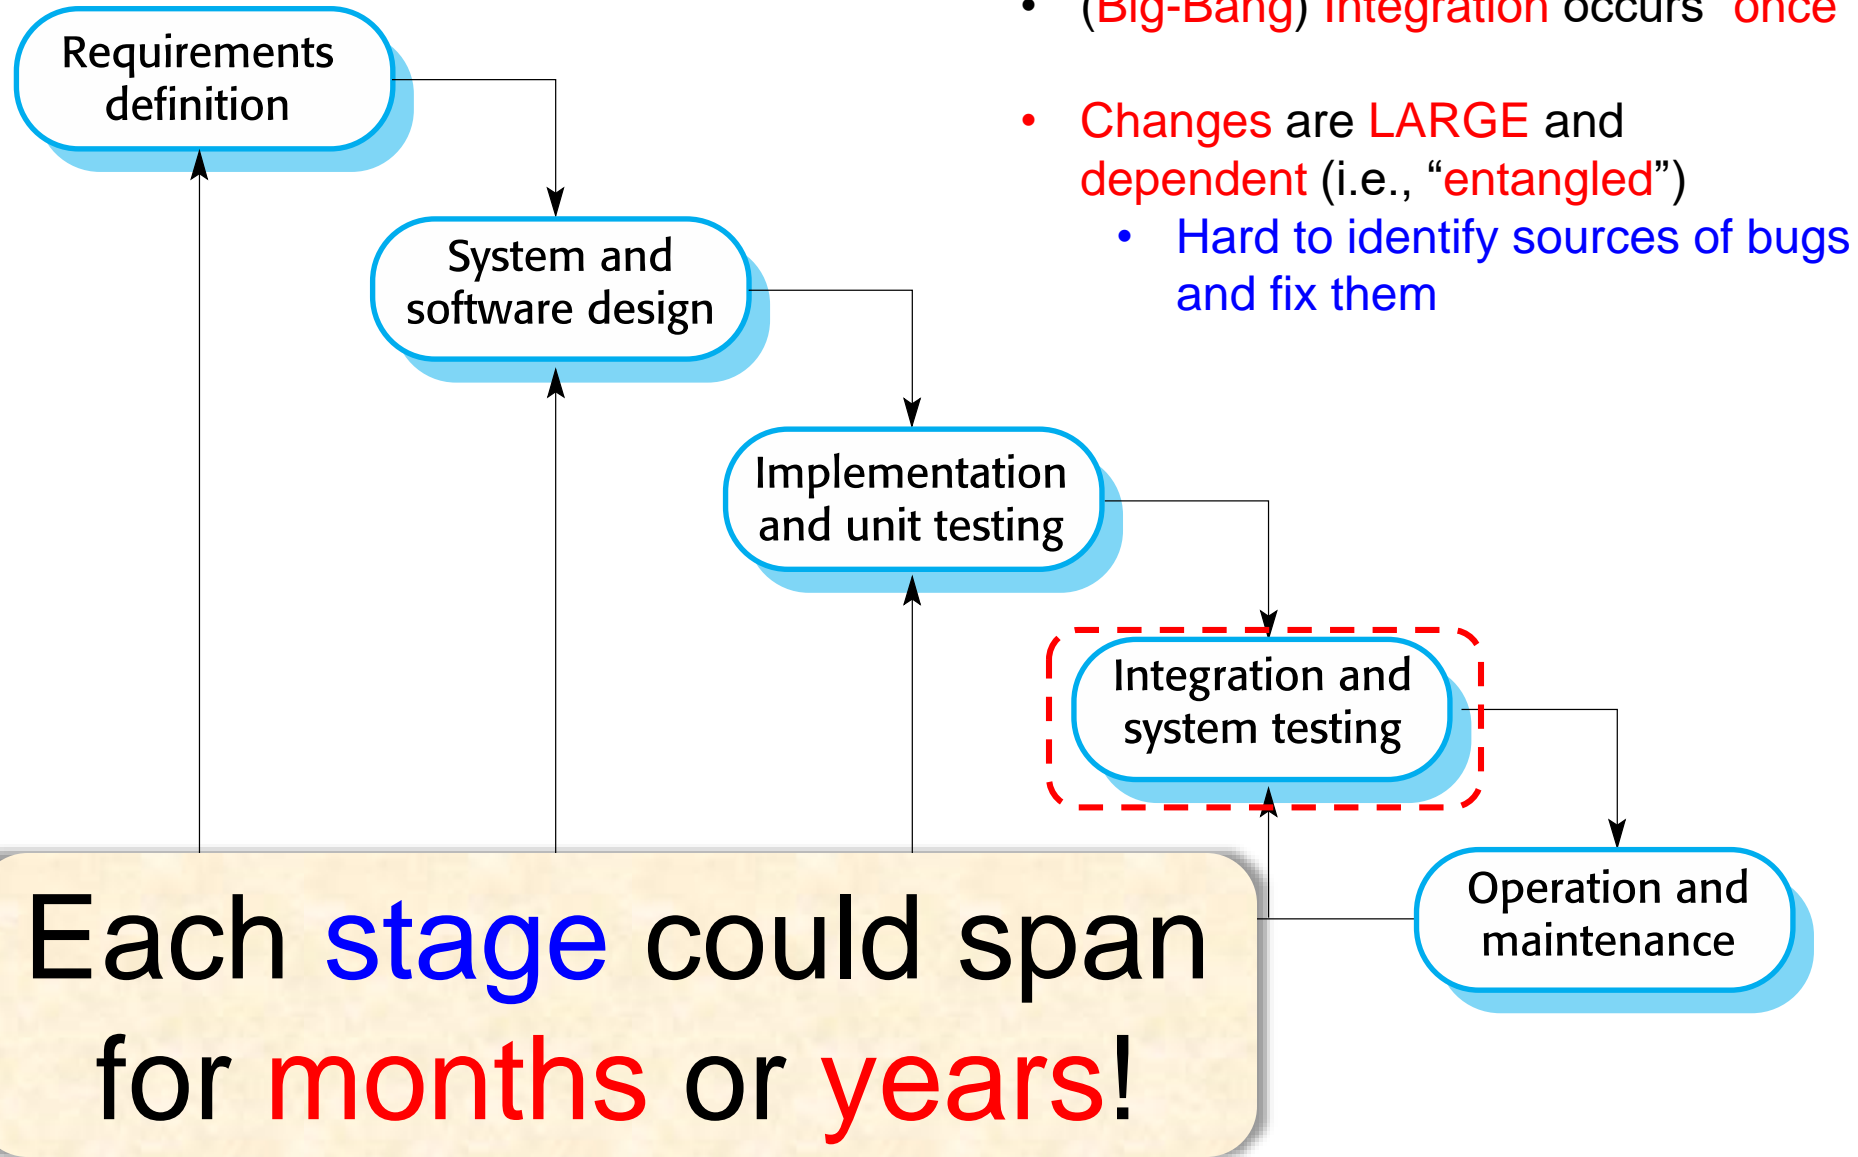 • (Big-Bang) Integration occurs “once
Requirements
definition
• Changes are LARGE and
dependent (i.e., “entangled”)
• Hard to identify sources of bugs
and fix them
System and
software design
Implementation
and unit testing
Integration and
system testing
Operation and
maintenance
Each stage could span
for months or years!